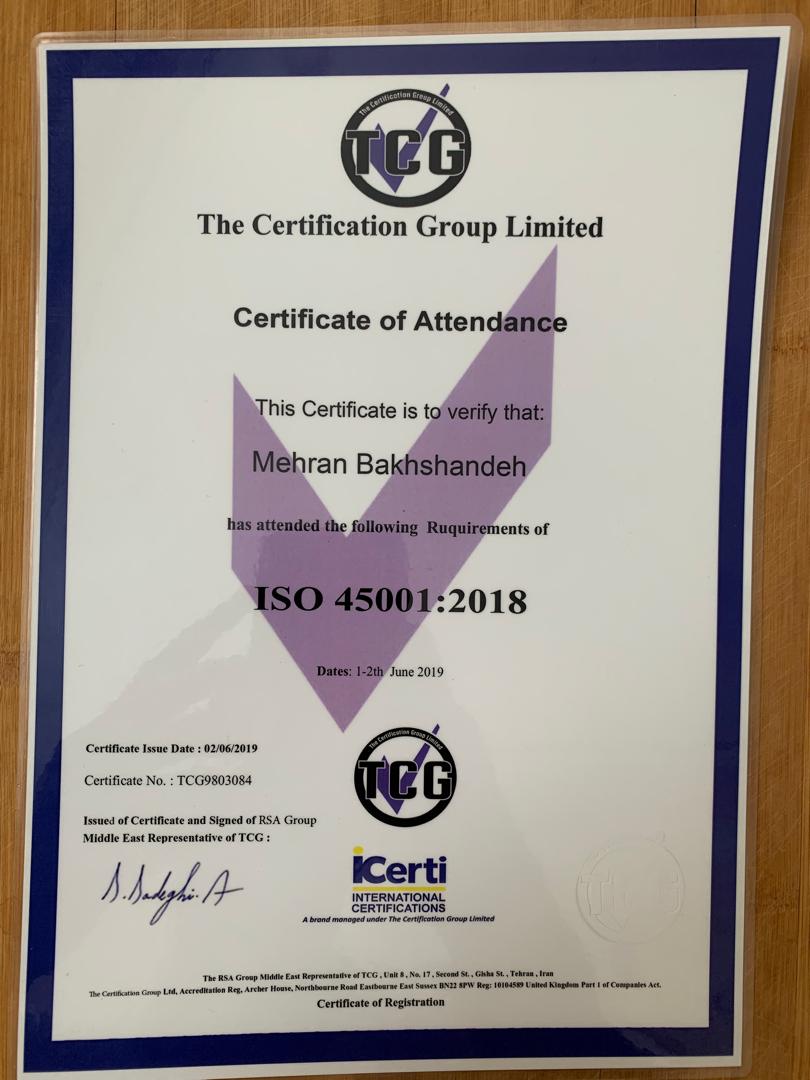 The Certification Group Limited
TCG
The Certification Group Limited
Certificate of Attendance
This Certificate is to verify that:
Mehran Bakhshandeh
has attended the following Ruquirements of
ISO 45001:2018
Dates: 1-2th June 2019
Certificate Issue Date : 02/06/2019
Certificate No. : TCG9803084
Issued of Certificate and Signed of RSA Group
Middle East Representative of TCG :
S.Sadeghi.A
The Certification Group Limited
TCG
iCerti
INTERNATIONAL
CERTIFICATIONS
A brand managed under The Certification Group Limited
TCG
The RSA Group Middle East Representative of TCG , Unit 8 , No. 17 , Second St. , Gisha St. , Tehran , Iran
The Certification Group Ltd, Accreditation Reg, Archer House, Northbourne Road Eastbourne East Sussex BN22 8PW Reg: 10104589 United Kingdom Part 1 of Companies Act.
Certificate of Registration